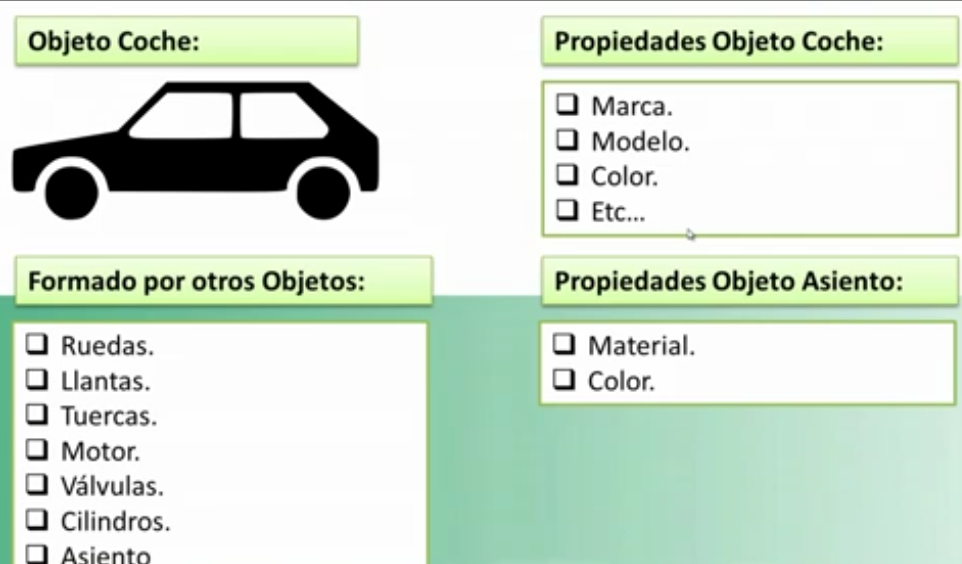 Objeto Coche:
Propiedades Objeto Coche:
❑ Marca.
❑ Modelo.
❑ Color.
❑ Etc...
Formado por otros Objetos:
❑ Ruedas.
❑ Llantas.
❑ Tuercas.
❑ Motor.
❑ Válvulas.
❑ Cilindros.
❑ Asiento
Propiedades Objeto Asiento:
❑ Material.
❑ Color.